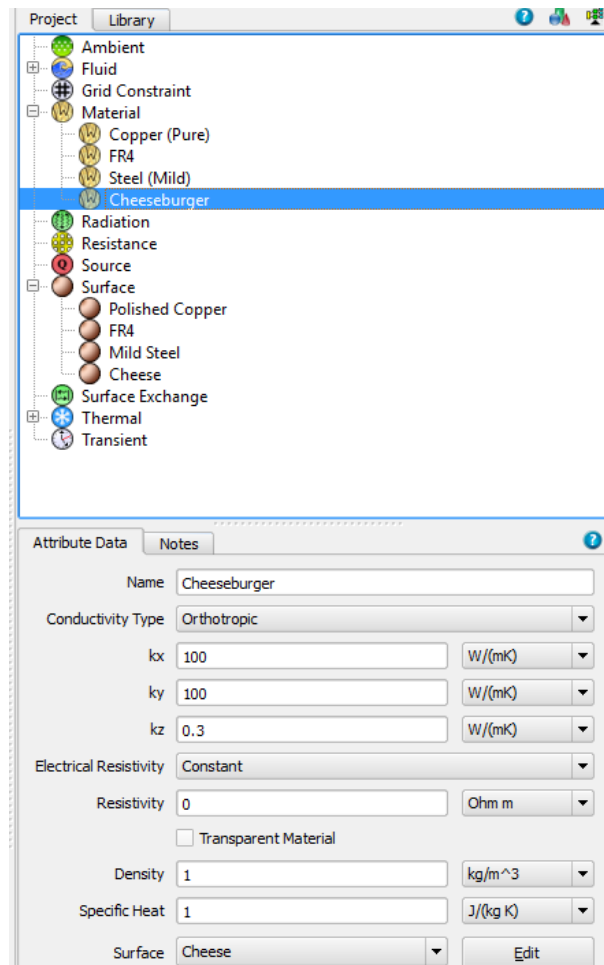 Project Library
Ambient
Fluid
Grid Constraint
Material
Copper (Pure)
FR4
Steel (Mild)
Cheeseburger
Radiation
Resistance
Source
Surface
Polished Copper
FR4
Mild Steel
Cheese
Surface Exchange
Thermal
Transient
Attribute Data Notes
Name Cheeseburger
Conductivity Type Orthotropic
kx 100 W/(mK)
ky 100 W/(mK)
kz 0.3 W/(mK)
Electrical Resistivity Constant
Resistivity 0 Ohm m
Transparent Material
Density 1 kg/m^3
Specific Heat 1 J/(kg K)
Surface Cheese Edit